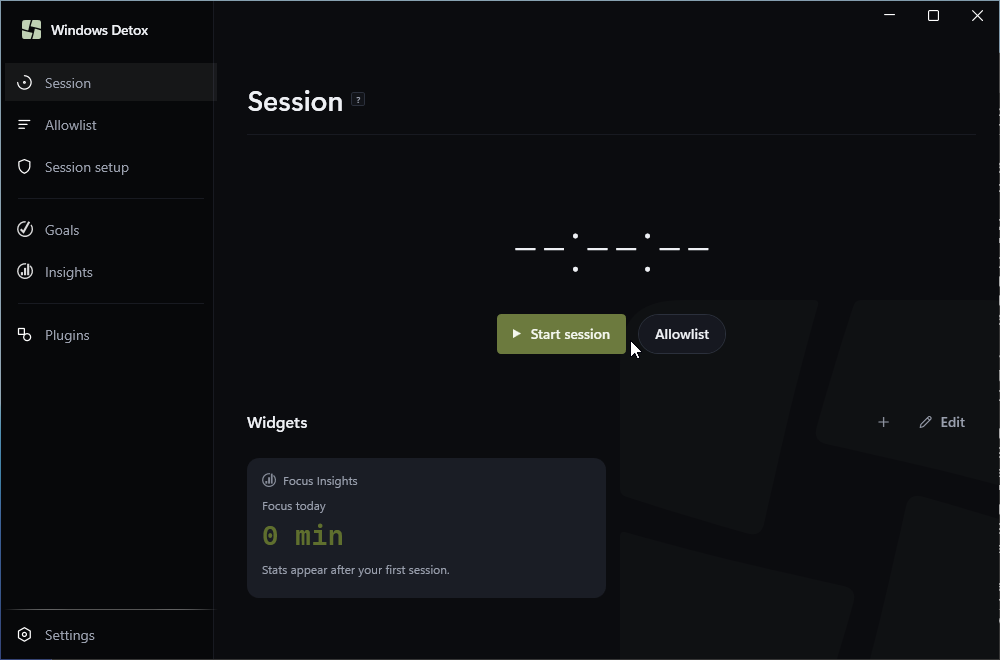 Windows Detox
Session
Allowlist
Session setup
Goals
Insights
Plugins
Settings
Session ?
——:——:——
Start session
Allowlist
Widgets
+ Edit
Focus Insights
Focus today
0 min
Stats appear after your first session.